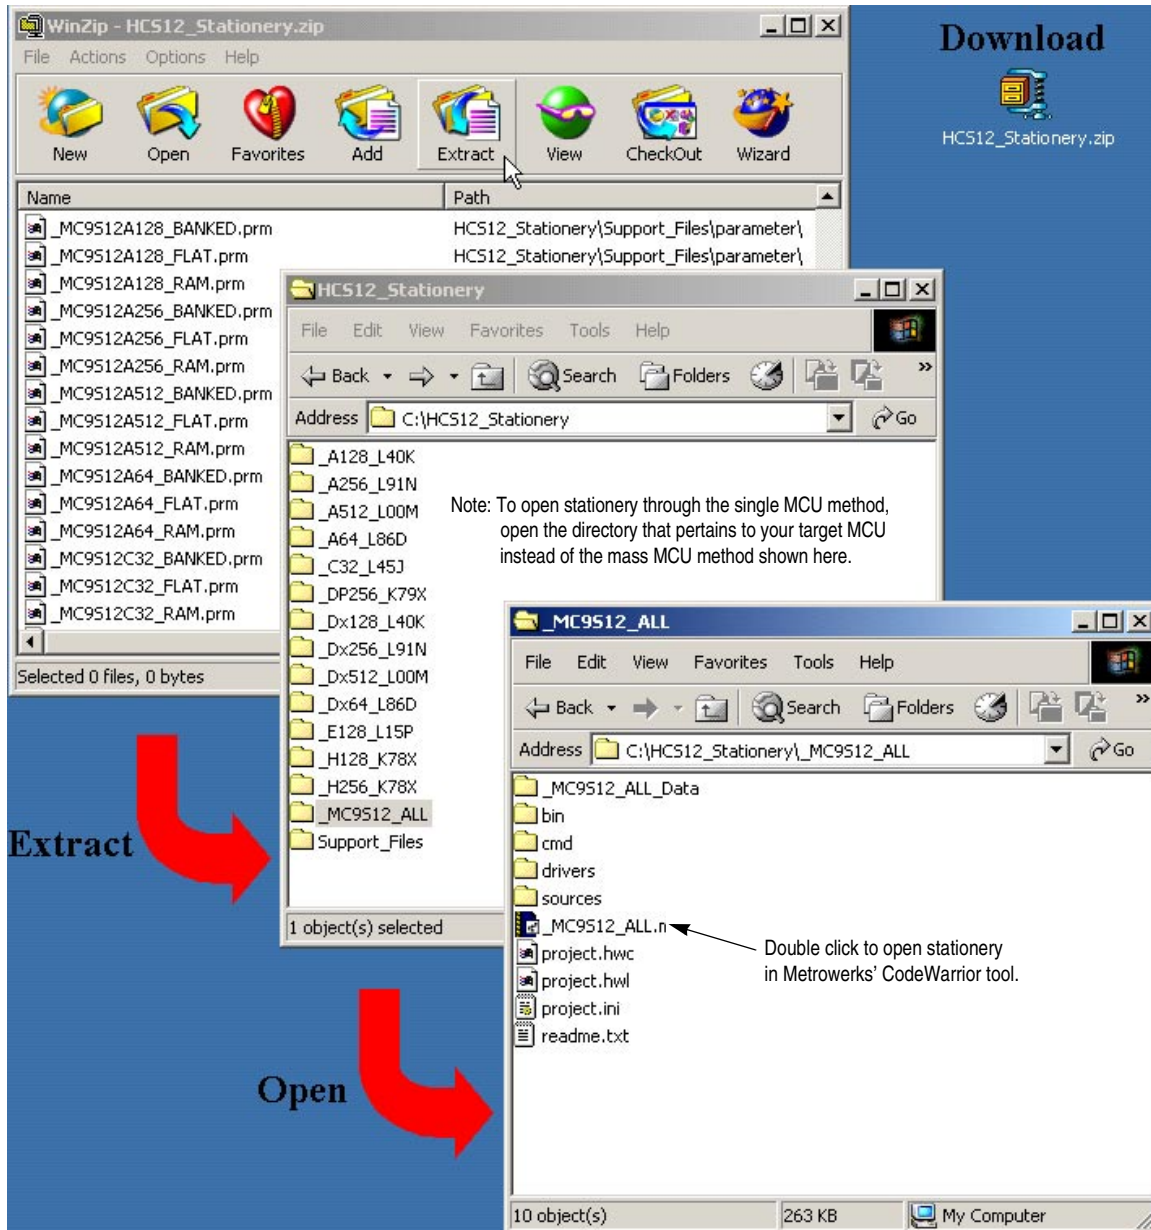 WinZip - HCS12_Stationery.zip
File Actions Options Help
New Open Favorites Add Extract View CheckOut Wizard
Name Path
_MC9S12A128_BANKED.prm HCS12_Stationery\Support_Files\parameter\
_MC9S12A128_FLAT.prm HCS12_Stationery\Support_Files\parameter\
_MC9S12A128_RAM.prm
_MC9S12A256_BANKED.prm
_MC9S12A256_FLAT.prm
_MC9S12A256_RAM.prm
_MC9S12A512_BANKED.prm
_MC9S12A512_FLAT.prm
_MC9S12A512_RAM.prm
_MC9S12A64_BANKED.prm
_MC9S12A64_FLAT.prm
_MC9S12A64_RAM.prm
_MC9S12C32_BANKED.prm
_MC9S12C32_FLAT.prm
_MC9S12C32_RAM.prm
Selected 0 files, 0 bytes
Download
HCS12_Stationery.zip
HCS12_Stationery
File Edit View Favorites Tools Help
Back Search Folders »
Address C:\HCS12_Stationery Go
_A128_L40K
_A256_L91N
_A512_L00M
_A64_L86D
_C32_L45J
_DP256_K79X
_Dx128_L40K
_Dx256_L91N
_Dx512_L00M
_Dx64_L86D
_E128_L15P
_H128_K78X
_H256_K78X
_MC9S12_ALL
Support_Files
1 object(s) selected
Note: To open stationery through the single MCU method,
open the directory that pertains to your target MCU
instead of the mass MCU method shown here.
Extract
_MC9S12_ALL
File Edit View Favorites Tools Help
Back Search Folders »
Address C:\HCS12_Stationery\_MC9S12_ALL Go
_MC9S12_ALL_Data
bin
cmd
drivers
sources
_MC9S12_ALL.n
project.hwc
project.hwl
project.ini
readme.txt
Double click to open stationery
in Metrowerks' CodeWarrior tool.
10 object(s) 263 KB My Computer
Open